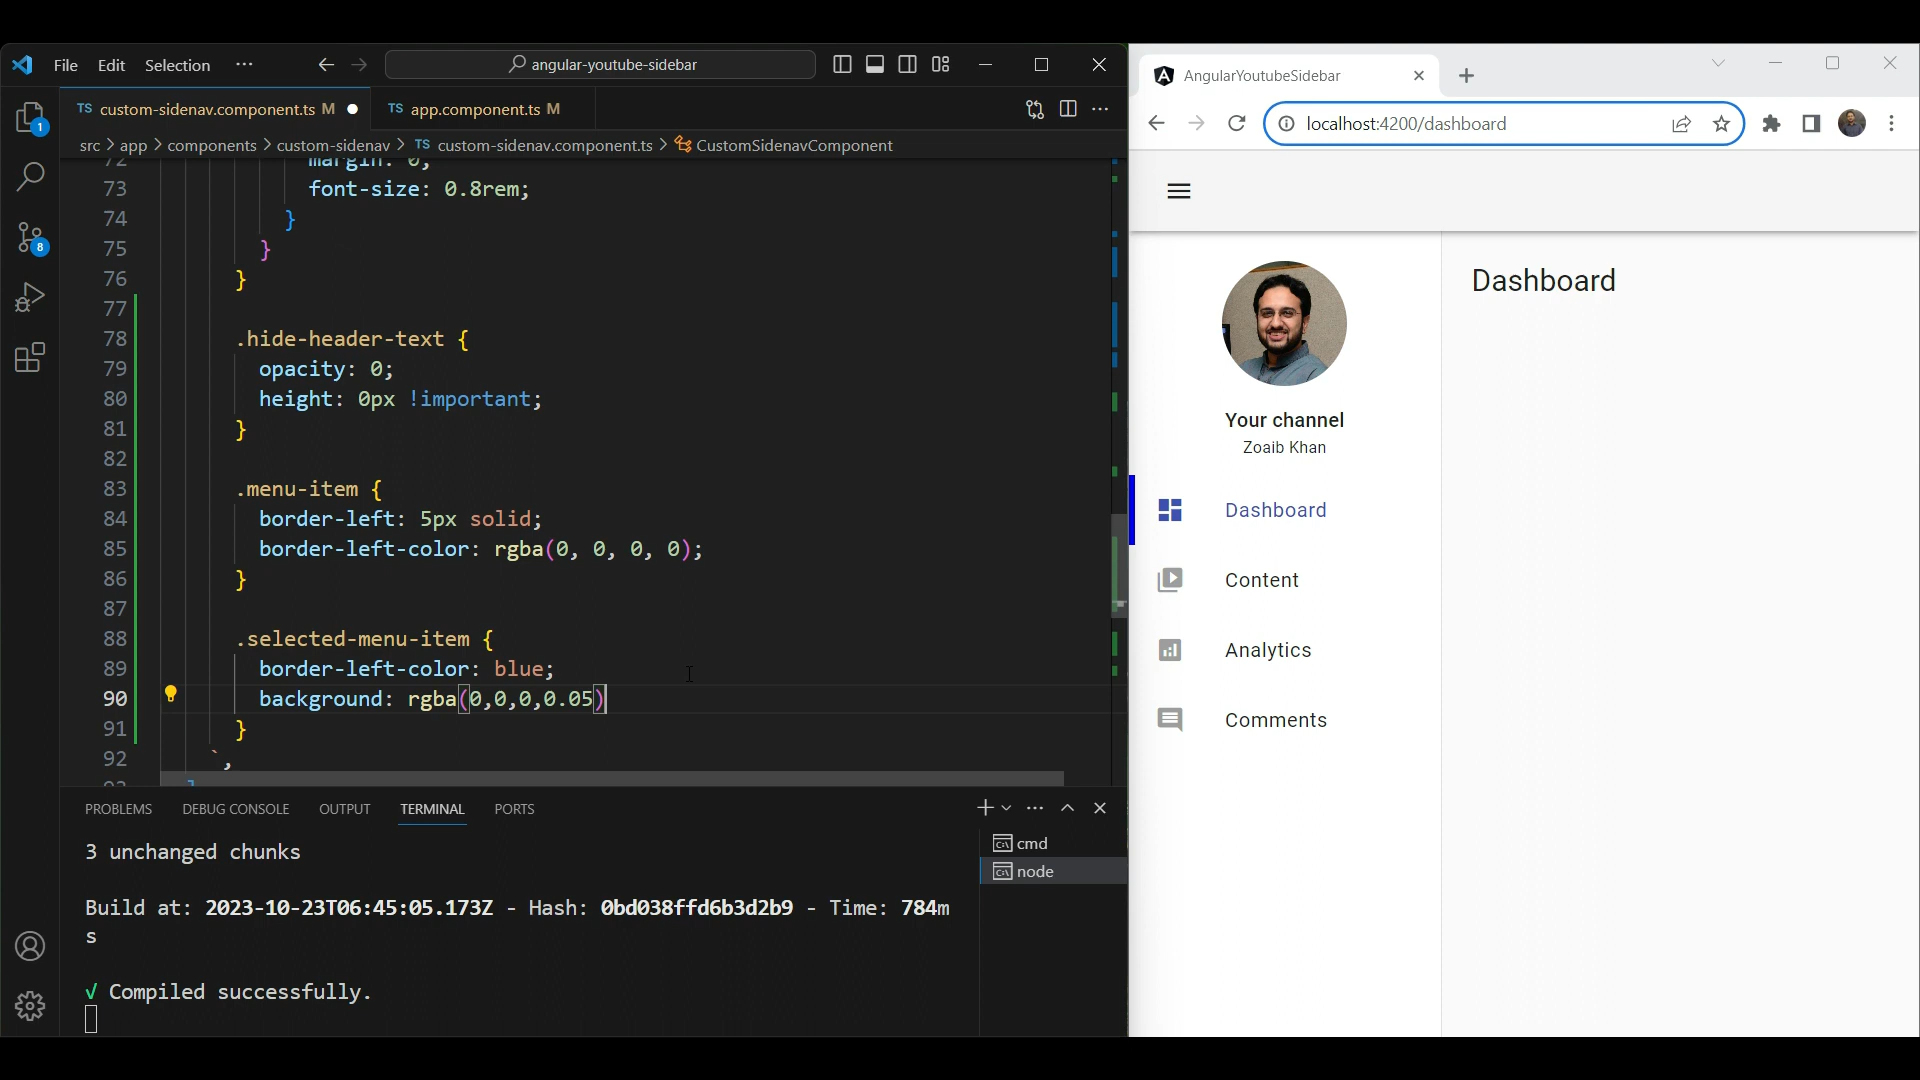 File Edit Selection ···
angular-youtube-sidebar
TS custom-sidenav.component.ts M
TS app.component.ts M
src > app > components > custom-sidenav > TS custom-sidenav.component.ts > CustomSidenavComponent
72 margin: 0;
73 font-size: 0.8rem;
74 }
75 }
76 }
77
78 .hide-header-text {
79 opacity: 0;
80 height: 0px !important;
81 }
82
83 .menu-item {
84 border-left: 5px solid;
85 border-left-color: rgba(0, 0, 0, 0);
86 }
87
88 .selected-menu-item {
89 border-left-color: blue;
90 background: rgba(0,0,0,0.05)
91 }
92 `,
93 ]
1
8
PROBLEMS DEBUG CONSOLE OUTPUT TERMINAL PORTS
3 unchanged chunks
Build at: 2023-10-23T06:45:05.173Z - Hash: 0bd038ffd6b3d2b9 - Time: 784m
s
√ Compiled successfully.
cmd
node
AngularYoutubeSidebar
localhost:4200/dashboard
Dashboard
Your channel
Zoaib Khan
Dashboard
Content
Analytics
Comments